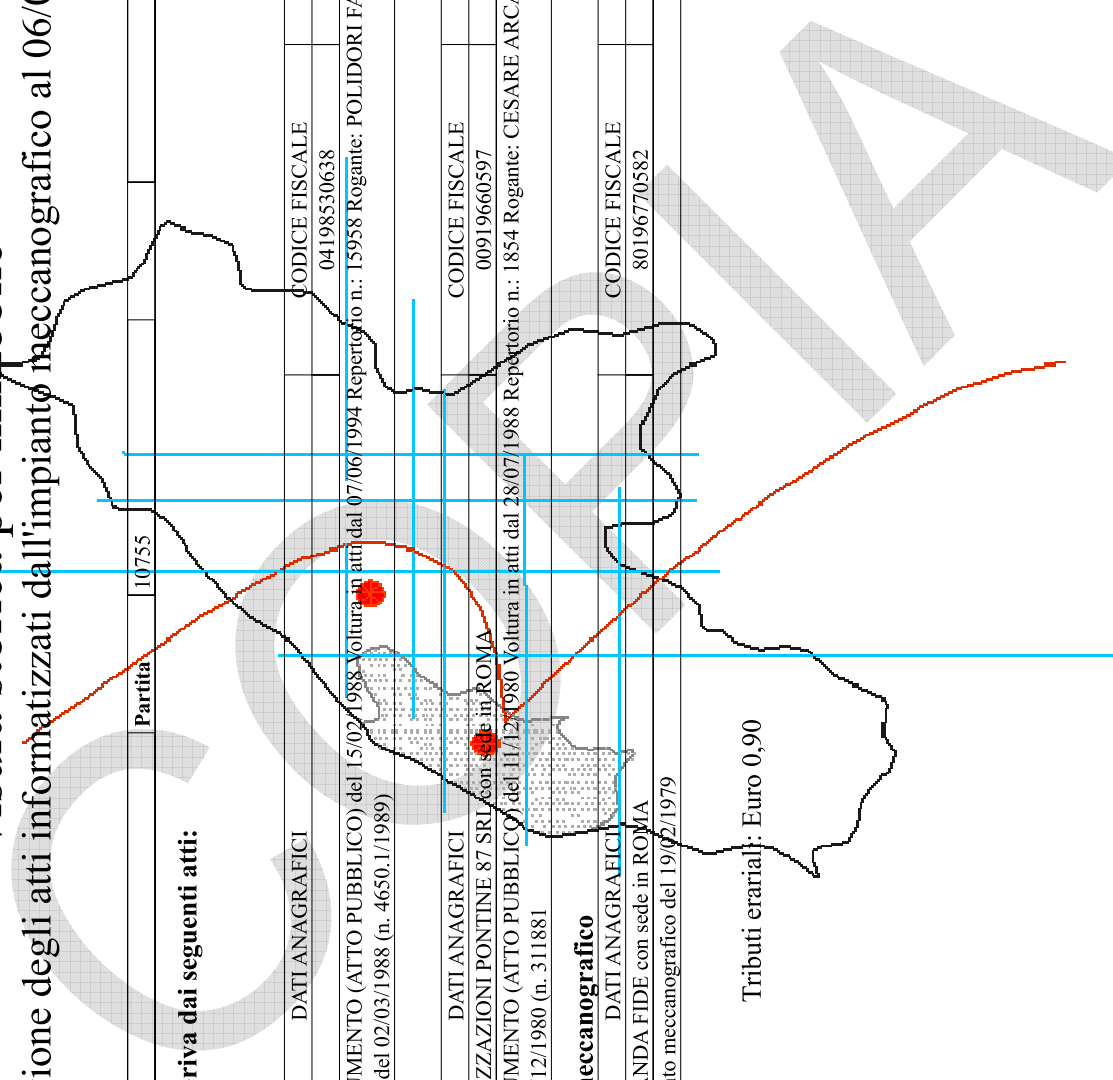 zione degli atti informatizzati dall'impianto meccanografico al 06/0
Partita
10755
eriva dai seguenti atti:
DATI ANAGRAFICI
CODICE FISCALE
04198530638
UMENTO (ATTO PUBBLICO) del 15/02/1988 Voltura in atti dal 07/06/1994 Repertorio n.: 15958 Rogante: POLIDORI FA
del 02/03/1988 (n. 4650.1/1989)
DATI ANAGRAFICI
CODICE FISCALE
ZZAZIONI PONTINE 87 SRL con sede in ROMA
00919660597
UMENTO (ATTO PUBBLICO) del 11/12/1980 Voltura in atti dal 28/07/1988 Repertorio n.: 1854 Rogante: CESARE ARCA
/12/1980 (n. 311881
meccanografico
DATI ANAGRAFICI
CODICE FISCALE
NDA FIDE con sede in ROMA
80196770582
to meccanografico del 19/02/1979
Tributi erariali: Euro 0,90
COPIA